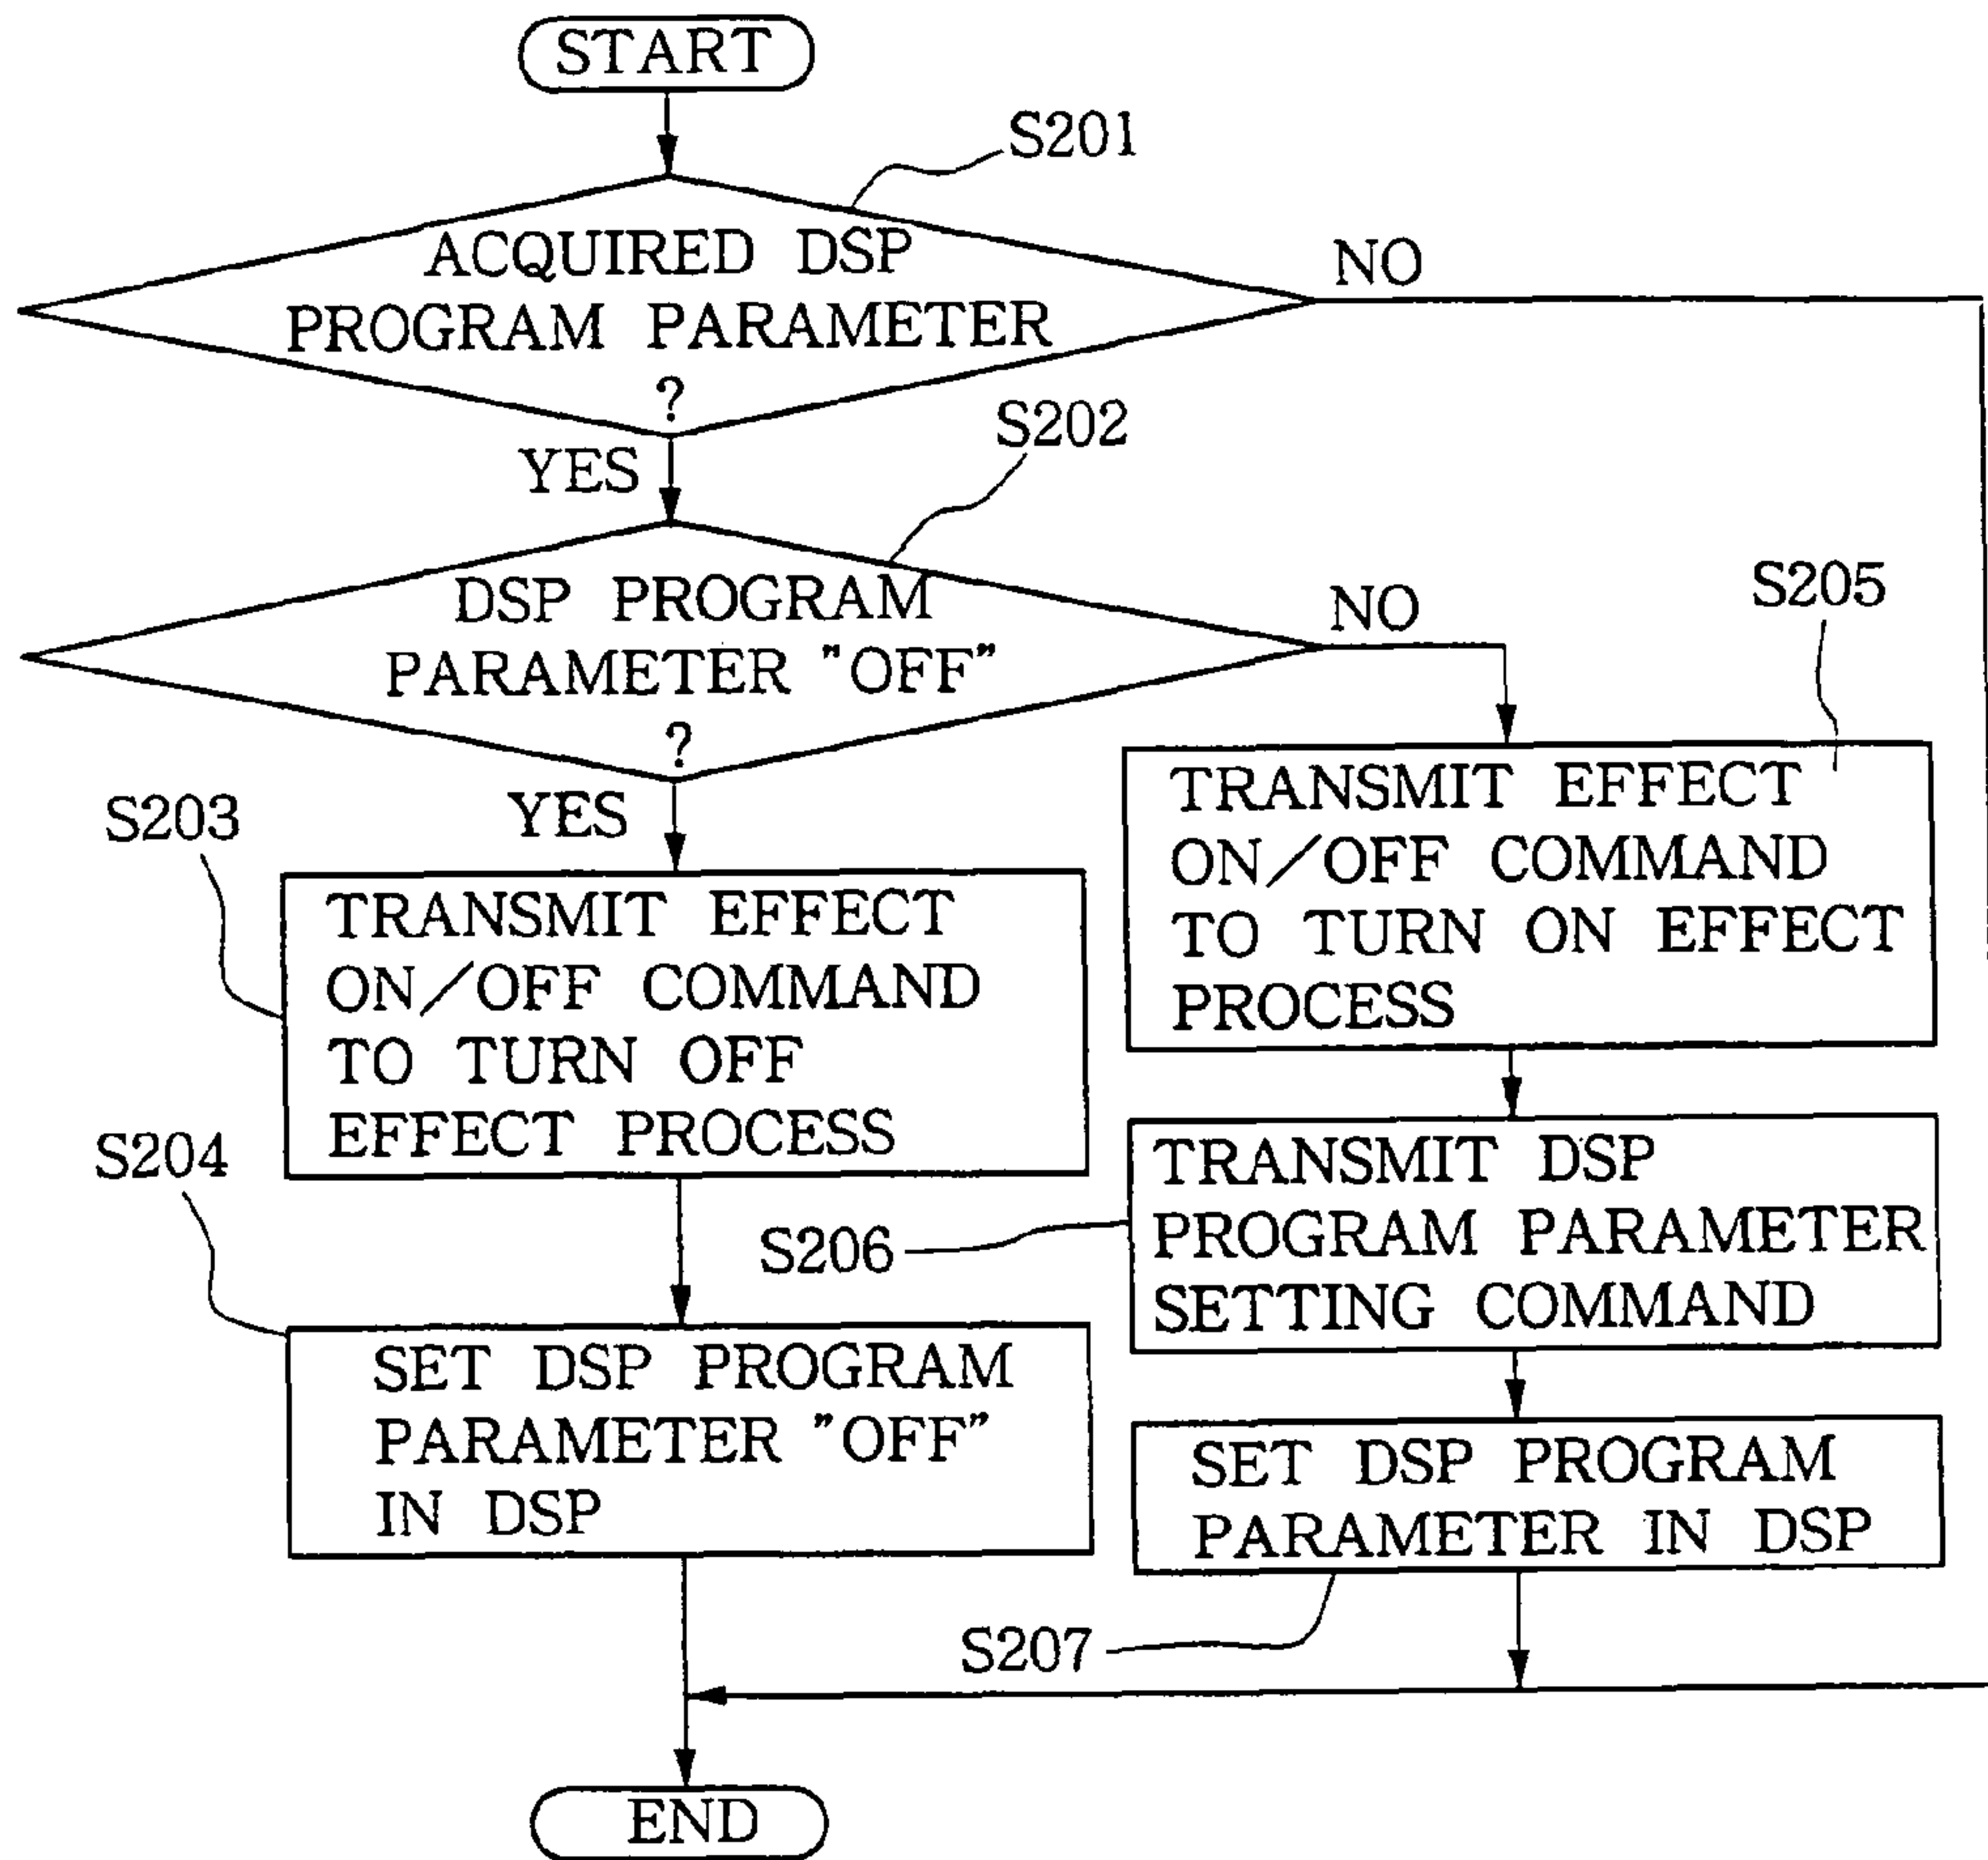 START
S201
ACQUIRED DSP
PROGRAM PARAMETER
?
NO
YES
S202
DSP PROGRAM
PARAMETER "OFF"
?
NO
YES
S205
TRANSMIT EFFECT
ON/OFF COMMAND
TO TURN ON EFFECT
PROCESS
S203
TRANSMIT EFFECT
ON/OFF COMMAND
TO TURN OFF
EFFECT PROCESS
S206
TRANSMIT DSP
PROGRAM PARAMETER
SETTING COMMAND
S204
SET DSP PROGRAM
PARAMETER "OFF"
IN DSP
SET DSP PROGRAM
PARAMETER IN DSP
S207
END